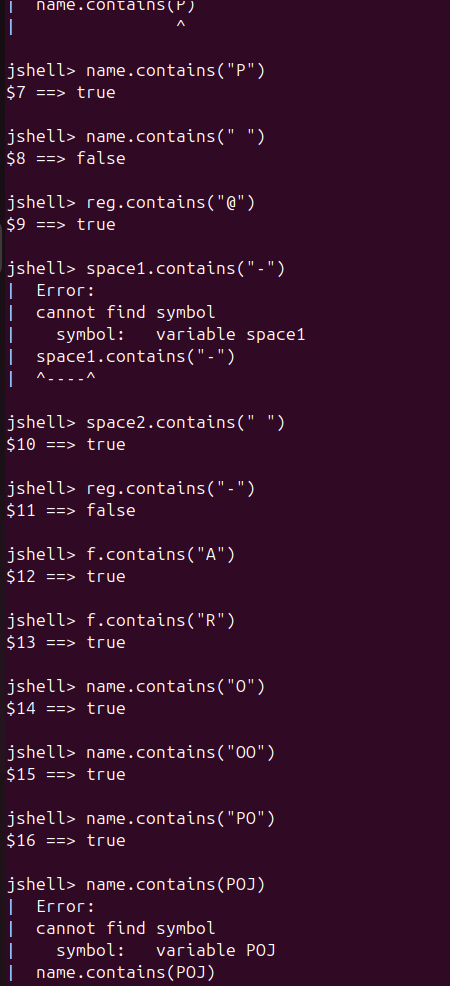 |  name.contains(P)
|                ^
jshell> name.contains("P")
$7 ==> true
jshell> name.contains(" ")
$8 ==> false
jshell> reg.contains("@")
$9 ==> true
jshell> space1.contains("-")
|  Error:
|  cannot find symbol
|    symbol:   variable space1
|  space1.contains("-")
|  ^----^
jshell> space2.contains(" ")
$10 ==> true
jshell> reg.contains("-")
$11 ==> false
jshell> f.contains("A")
$12 ==> true
jshell> f.contains("R")
$13 ==> true
jshell> name.contains("O")
$14 ==> true
jshell> name.contains("OO")
$15 ==> true
jshell> name.contains("PO")
$16 ==> true
jshell> name.contains(POJ)
|  Error:
|  cannot find symbol
|    symbol:   variable POJ
|  name.contains(POJ)